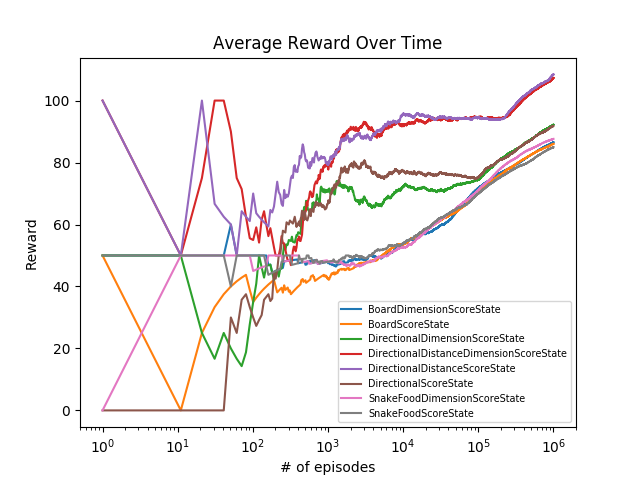 Average Reward Over Time
Reward
100
80
60
40
20
0
10^0 10^1 10^2 10^3 10^4 10^5 10^6
# of episodes
BoardDimensionScoreState
BoardScoreState
DirectionalDimensionScoreState
DirectionalDistanceDimensionScoreState
DirectionalDistanceScoreState
DirectionalScoreState
SnakeFoodDimensionScoreState
SnakeFoodScoreState